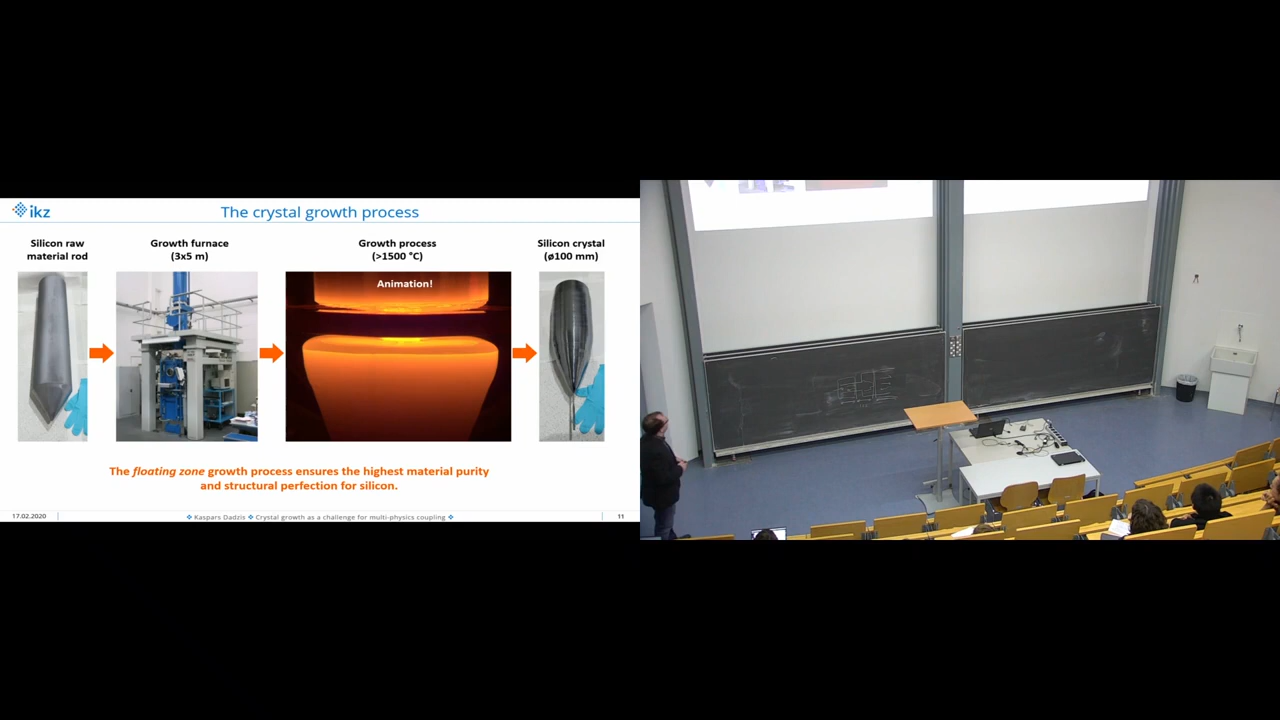 ikz
The crystal growth process
Silicon raw
material rod
Growth furnace
(3x5 m)
Growth process
(>1500 °C)
Silicon crystal
(ø100 mm)
Animation!
The floating zone growth process ensures the highest material purity
and structural perfection for silicon.
17.02.2020
❖ Kaspars Dadzis ❖ Crystal growth as a challenge for multi-physics coupling ❖
11